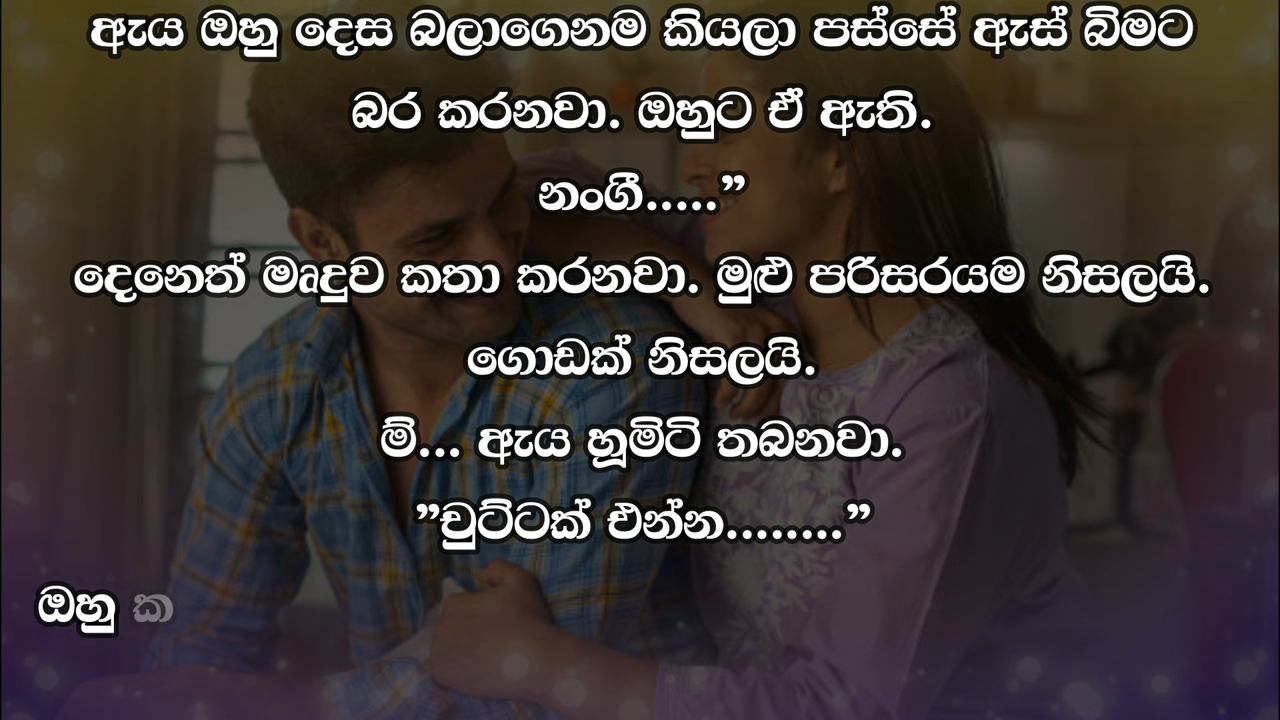 ඇය ඔහු දෙස බලාගෙනම කියලා පස්සේ ඇස් බිමට
බර කරනවා. ඔහුට ඒ ඇති.
නංගී.....”
දෙනෙත් මෘදුව කතා කරනවා. මුළු පරිසරයම නිසලයි.
ගොඩක් නිසලයි.
ම්... ඇය හූමිටි තබනවා.
”චුට්ටක් එන්න........”
ඔහු ක